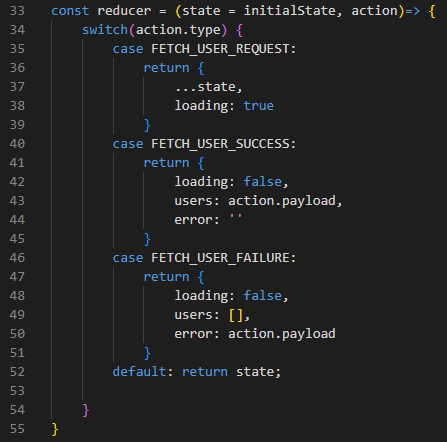 33 const reducer = (state = initialState, action)=> {
34     switch(action.type) {
35         case FETCH_USER_REQUEST:
36             return {
37                 ...state,
38                 loading: true
39             }
40         case FETCH_USER_SUCCESS:
41             return {
42                 loading: false,
43                 users: action.payload,
44                 error: ''
45             }
46         case FETCH_USER_FAILURE:
47             return {
48                 loading: false,
49                 users: [],
50                 error: action.payload
51             }
52         default: return state;
53
54     }
55 }